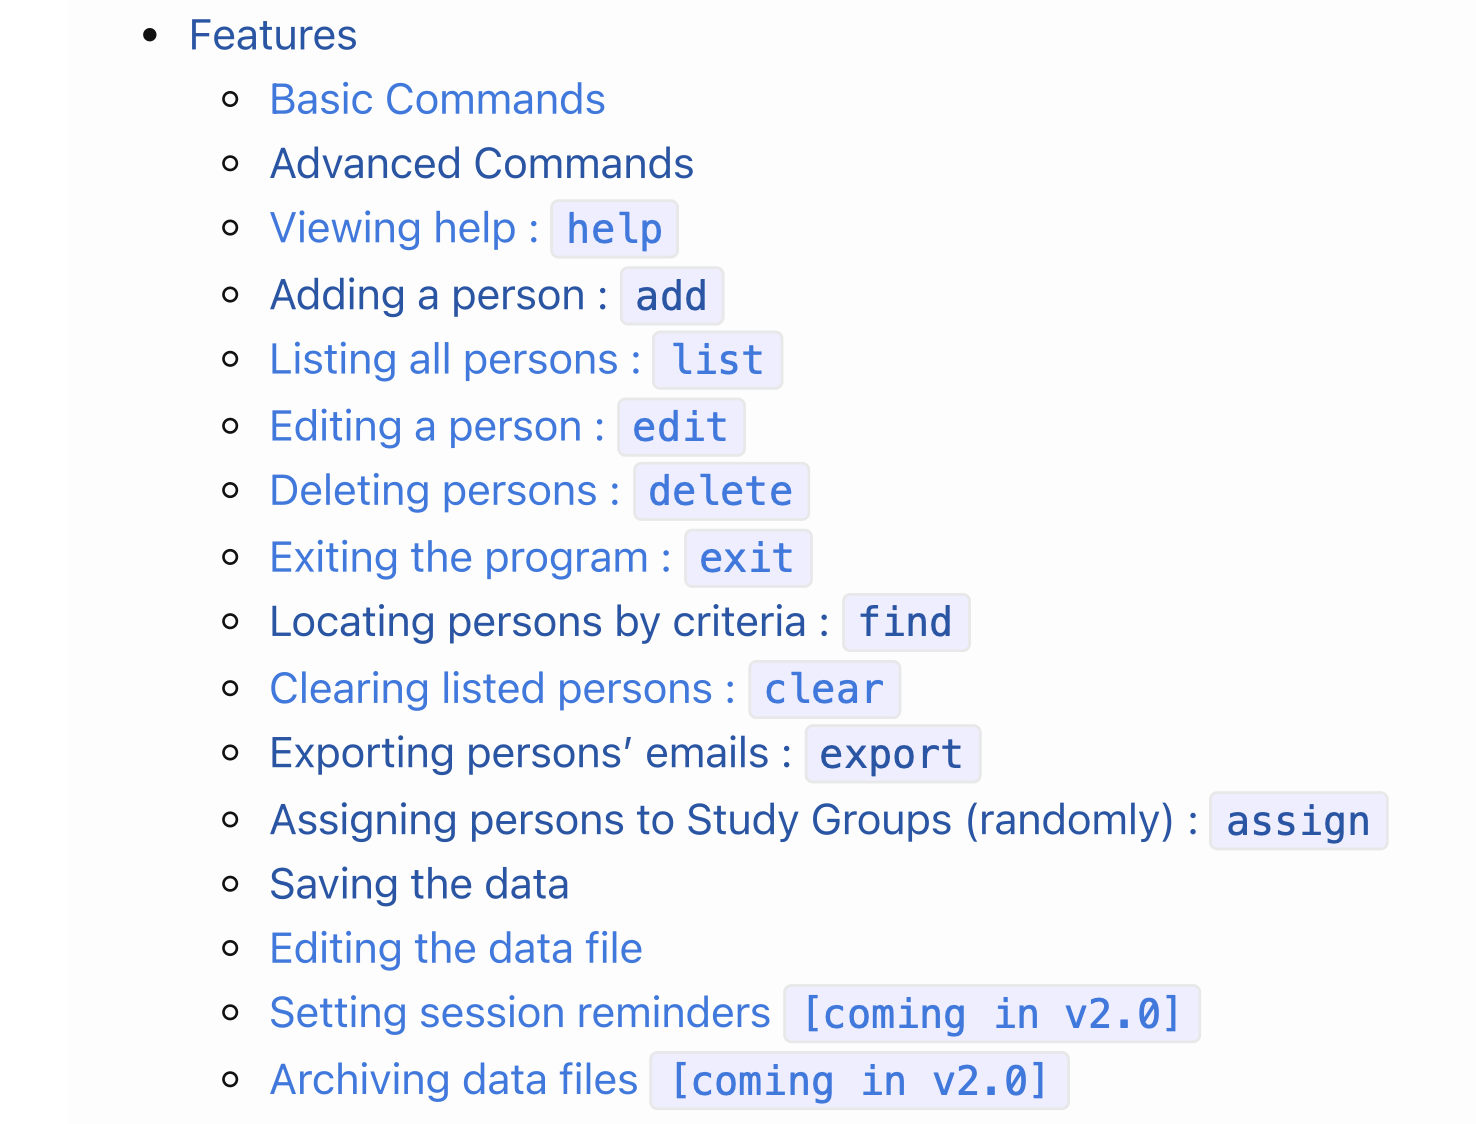 Features
Basic Commands
Advanced Commands
Viewing help : help
Adding a person : add
Listing all persons : list
Editing a person : edit
Deleting persons : delete
Exiting the program : exit
Locating persons by criteria : find
Clearing listed persons : clear
Exporting persons’ emails : export
Assigning persons to Study Groups (randomly) : assign
Saving the data
Editing the data file
Setting session reminders [coming in v2.0]
Archiving data files [coming in v2.0]